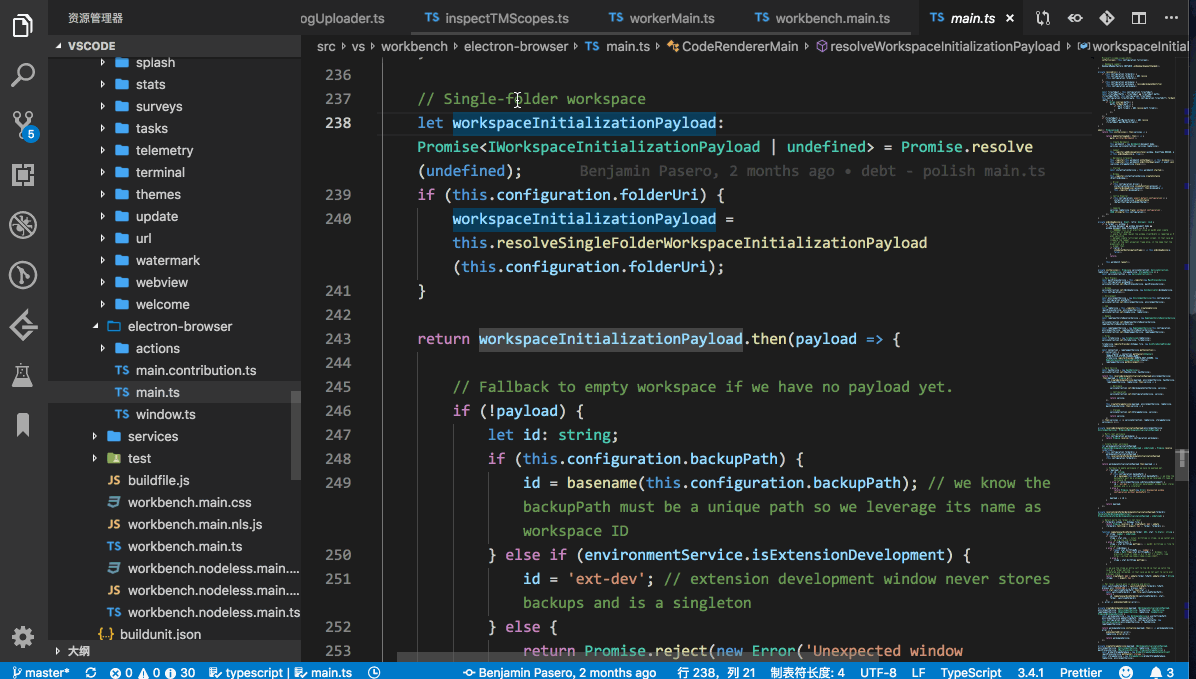 资源管理器
ogUploader.ts
TS inspectTMScopes.ts
TS workerMain.ts
TS workbench.main.ts
TS main.ts ×
VSCODE
src vs workbench electron-browser TS main.ts CodeRendererMain resolveWorkspaceInitializationPayload workspaceInitial
splash
stats
surveys
tasks
telemetry
terminal
themes
update
url
watermark
webview
welcome
electron-browser
actions
TS main.contribution.ts
TS main.ts
TS window.ts
services
test
JS buildfile.js
workbench.main.css
JS workbench.main.nls.js
TS workbench.main.ts
workbench.nodeless.main....
JS workbench.nodeless.main....
TS workbench.nodeless.main.ts
{..} buildunit.json
大纲
5
236
237 // Single-folder workspace
238 let workspaceInitializationPayload:
Promise<IWorkspaceInitializationPayload | undefined> = Promise.resolve
(undefined); Benjamin Pasero, 2 months ago • debt - polish main.ts
239 if (this.configuration.folderUri) {
240 workspaceInitializationPayload =
this.resolveSingleFolderWorkspaceInitializationPayload
(this.configuration.folderUri);
241 }
242
243 return workspaceInitializationPayload.then(payload => {
244
245 // Fallback to empty workspace if we have no payload yet.
246 if (!payload) {
247 let id: string;
248 if (this.configuration.backupPath) {
249 id = basename(this.configuration.backupPath); // we know the
backupPath must be a unique path so we leverage its name as
workspace ID
250 } else if (environmentService.isExtensionDevelopment) {
251 id = 'ext-dev'; // extension development window never stores
backups and is a singleton
252 } else {
253 return Promise.reject(new Error('Unexpected window
master* 0 0 30 typescript | main.ts Benjamin Pasero, 2 months ago 行 238，列 21 制表符长度: 4 UTF-8 LF TypeScript 3.4.1 Prettier 3